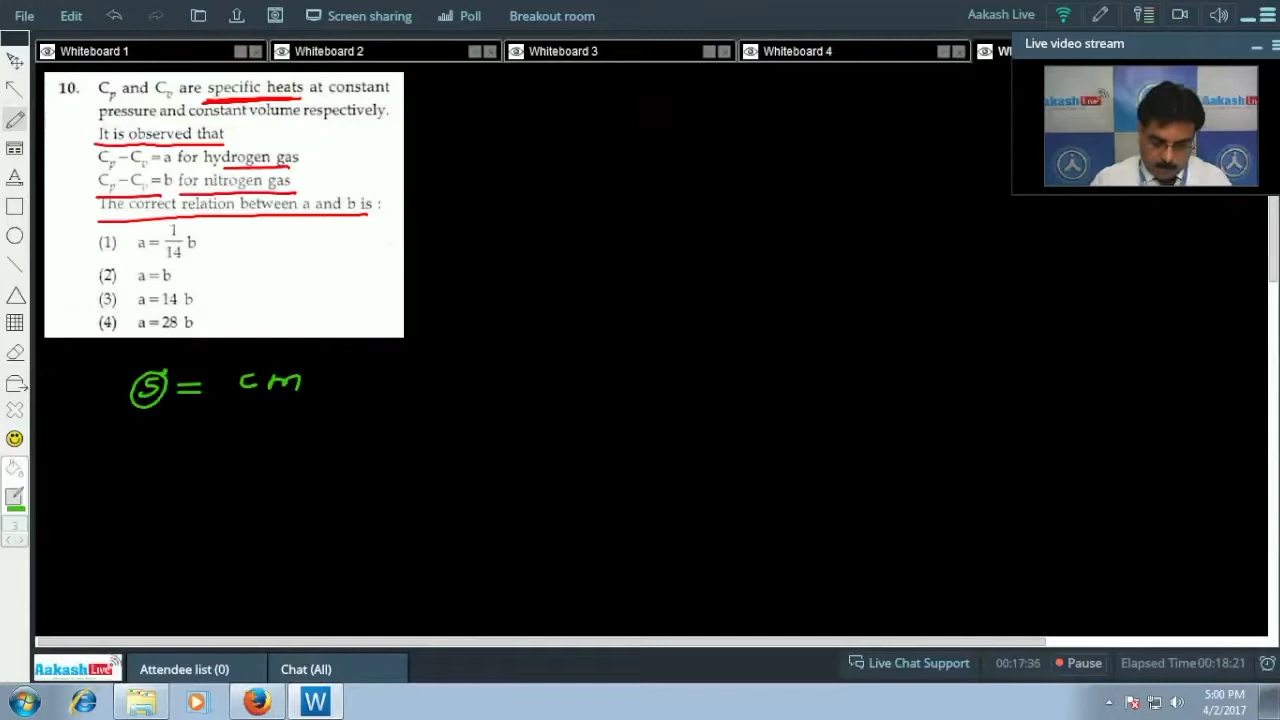 File Edit Screen sharing Poll Breakout room Aakash Live
Whiteboard 1 Whiteboard 2 Whiteboard 3 Whiteboard 4 Wh
Live video stream
10. Cp and Cv are specific heats at constant
pressure and constant volume respectively.
It is observed that
Cp − Cv = a for hydrogen gas
Cp − Cv = b for nitrogen gas
The correct relation between a and b is :
(1) a = 1/14 b
(2) a = b
(3) a = 14 b
(4) a = 28 b
S = c m
3
Aakash Live Attendee list (0) Chat (All) Live Chat Support 00:17:36 Pause Elapsed Time 00:18:21
W 5:00 PM
4/2/2017